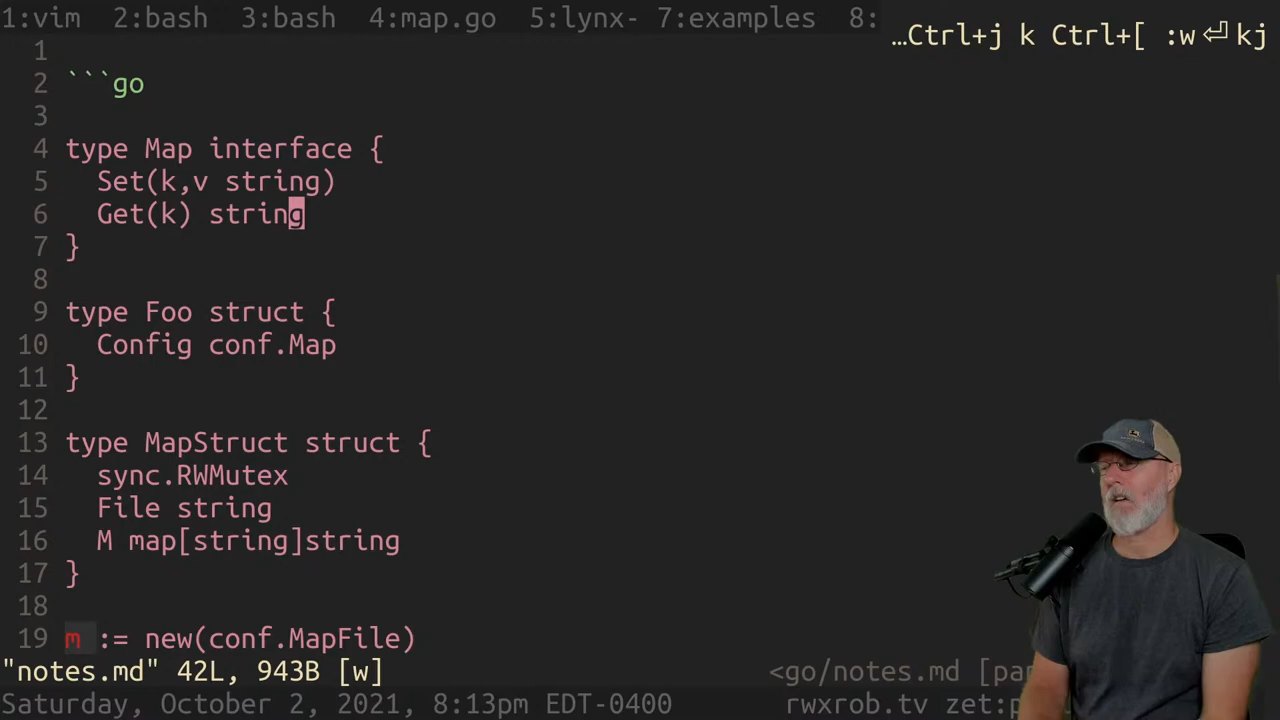 1:vim 2:bash 3:bash 4:map.go 5:lynx- 7:examples 8:
…Ctrl+j k Ctrl+[ :w⏎kj
1
2 ```go
3
4 type Map interface {
5 Set(k,v string)
6 Get(k) string
7 }
8
9 type Foo struct {
10 Config conf.Map
11 }
12
13 type MapStruct struct {
14 sync.RWMutex
15 File string
16 M map[string]string
17 }
18
19 m := new(conf.MapFile)
"notes.md" 42L, 943B [w] <go/notes.md
Saturday, October 2, 2021, 8:13pm EDT-0400 rwxrob.tv